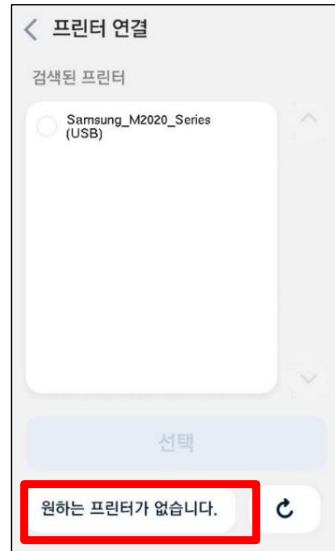 프린터 연결
검색된 프린터
Samsung_M2020_Series
(USB)
선택
원하는 프린터가 없습니다.